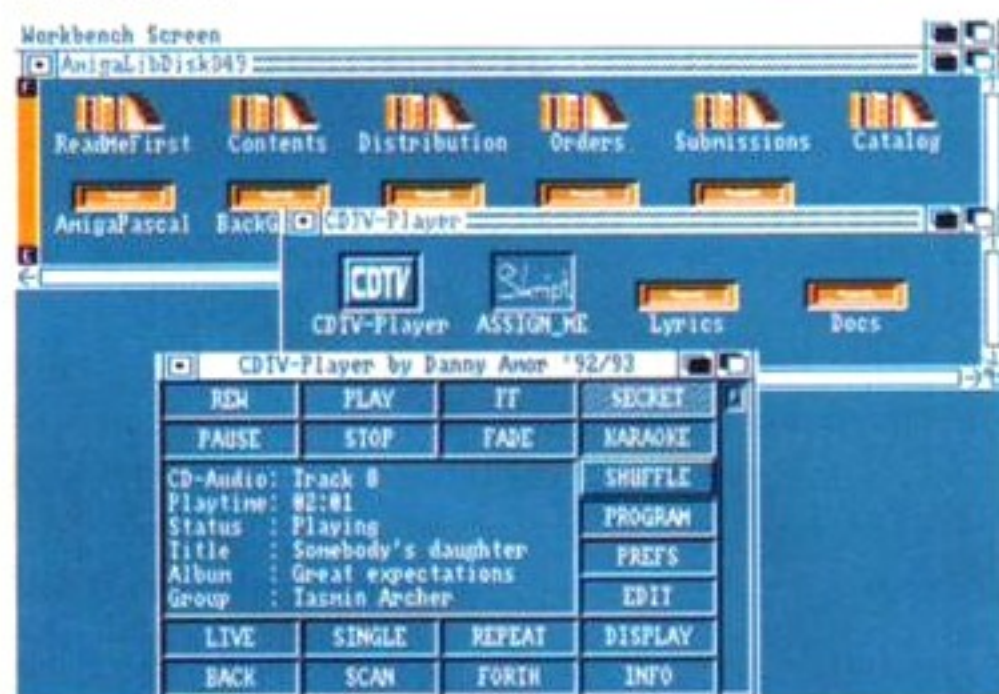 Workbench Screen
AmigaLibDisk849
ReadMeFirst Contents Distribution Orders Submissions Catalog
AmigaPascal BackG
CDTV-Player
CDTV-Player ASSIGN_ME Lyrics Docs
CDTV-Player by Danny Amor '92/93
REW PLAY FF SECRET
PAUSE STOP FADE KARAOKE
CD-Audio: Track 8
Playtime: 02:01
Status : Playing
Title : Somebody's daughter
Album : Great expectations
Group : Tasmin Archer
SHUFFLE
PROGRAM
PREFS
EDIT
LIVE SINGLE REPEAT DISPLAY
BACK SCAN FORTH INFO